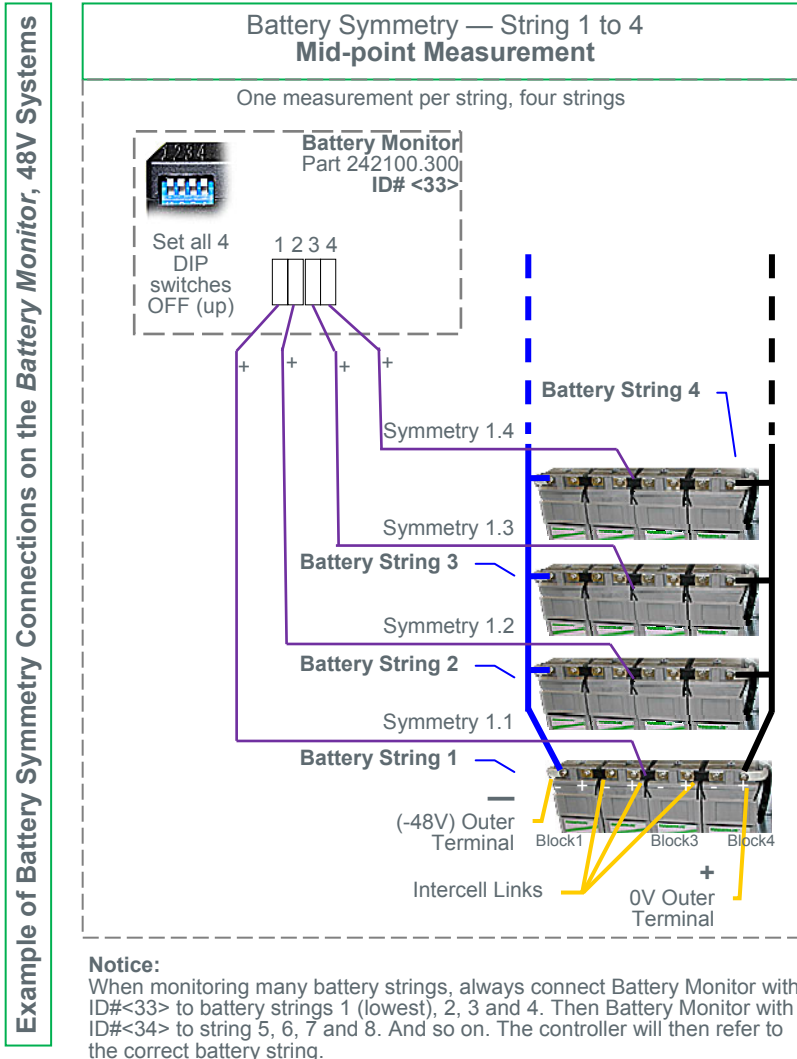 Example of Battery Symmetry Connections on the Battery Monitor, 48V Systems
Battery Symmetry — String 1 to 4
Mid-point Measurement
One measurement per string, four strings
1 2 3 4
Battery Monitor
Part 242100.300
ID# <33>
Set all 4
DIP
switches
OFF (up)
1 2 3 4
+ + + +
Battery String 4
Symmetry 1.4
Symmetry 1.3
Battery String 3
Symmetry 1.2
Battery String 2
Symmetry 1.1
Battery String 1
- + - + - + - +
—
(-48V) Outer
Terminal
Block1 Block3 Block4
Intercell Links
+
0V Outer
Terminal
Notice:
When monitoring many battery strings, always connect Battery Monitor with
ID#<33> to battery strings 1 (lowest), 2, 3 and 4. Then Battery Monitor with
ID#<34> to string 5, 6, 7 and 8. And so on. The controller will then refer to
the correct battery string.